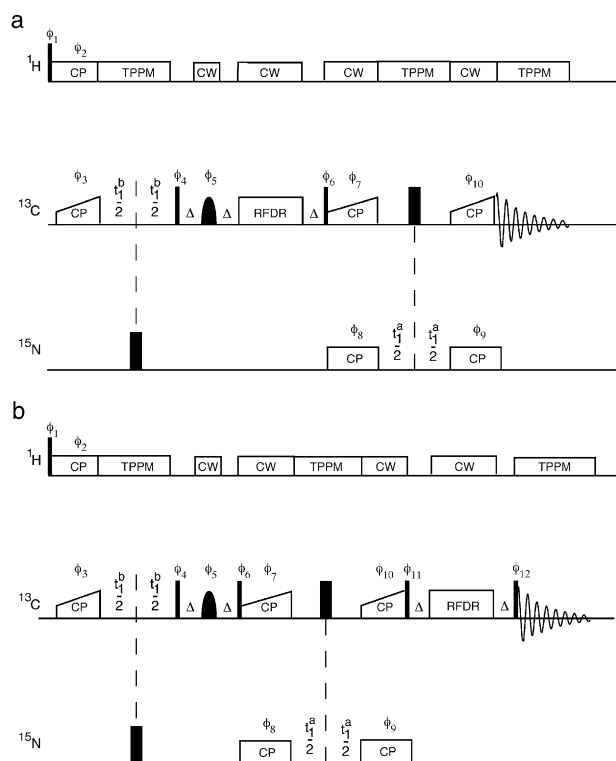 a
ϕ1 ϕ2
1H CP TPPM CW CW CW TPPM CW TPPM
ϕ3 ϕ4 ϕ5 ϕ6 ϕ7 ϕ10
t1b/2 t1b/2
13C CP Δ Δ RFDR Δ CP CP
ϕ8 t1a/2 t1a/2 ϕ9
15N CP CP
b
ϕ1 ϕ2
1H CP TPPM CW CW TPPM CW CW TPPM
ϕ3 ϕ4 ϕ5 ϕ6 ϕ7 ϕ10 ϕ11 ϕ12
t1b/2 t1b/2
13C CP Δ Δ CP CP Δ RFDR Δ
ϕ8 t1a/2 t1a/2 ϕ9
15N CP CP